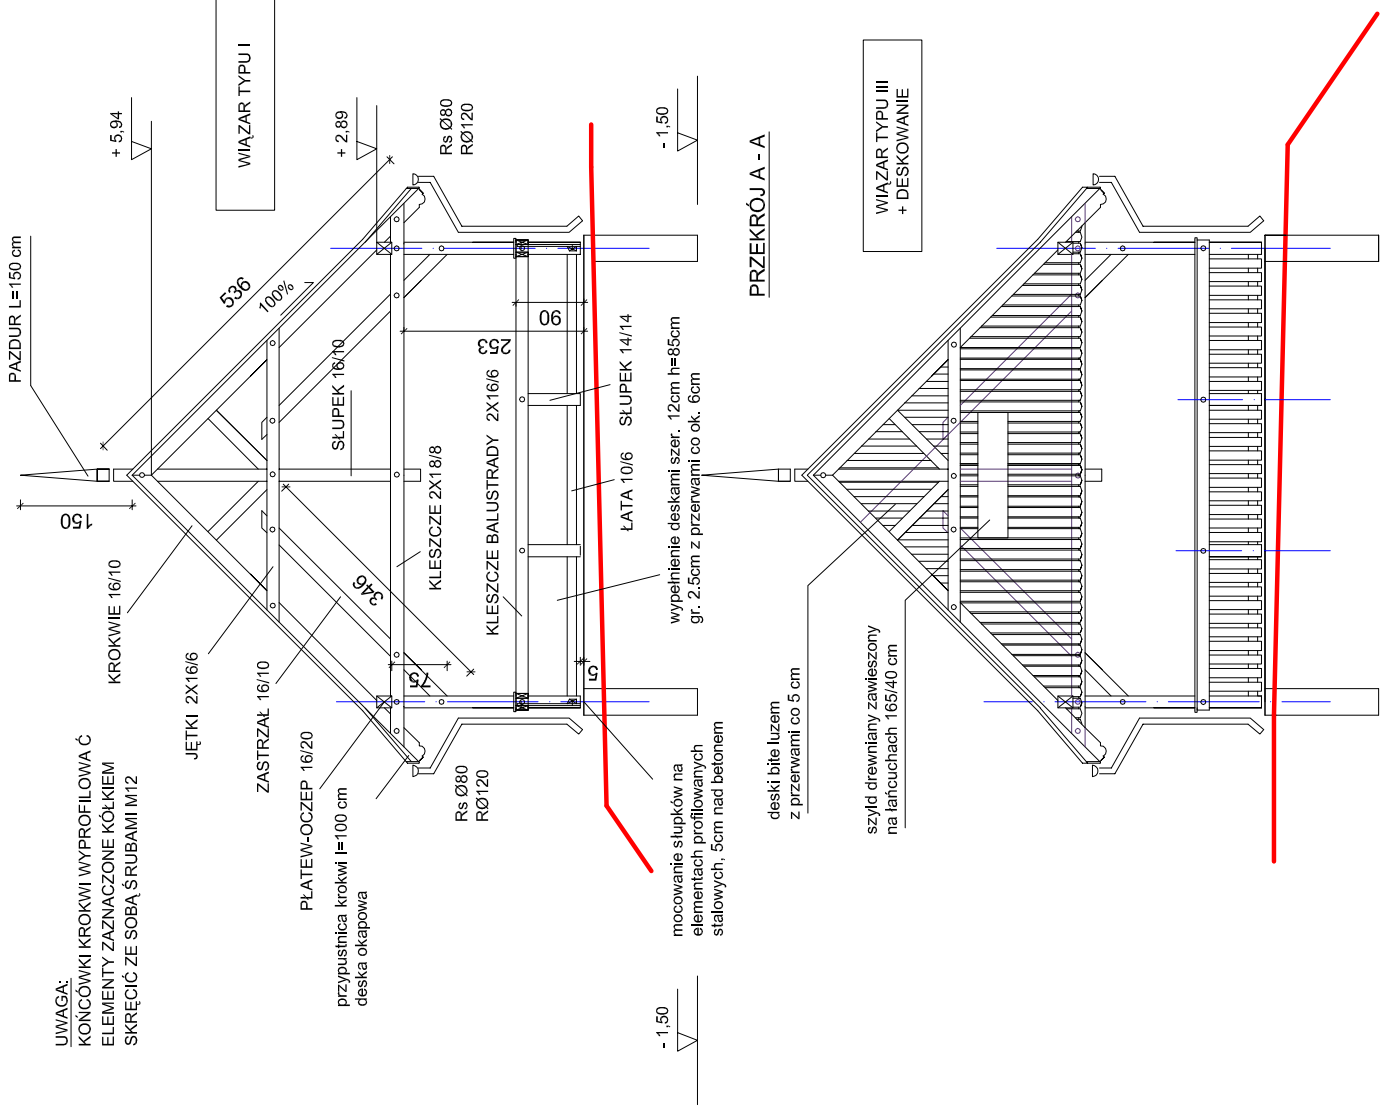 UWAGA:
KOŃCÓWKI KROKWI WYPROFILOWA Ć
ELEMENTY ZAZNACZONE KÓŁKIEM
SKRĘCIĆ ZE SOBĄ ŚRUBAMI M12
PAZDUR L=150 cm
150
KROKWIE 16/10
JĘTKI 2X16/6
ZASTRZAŁ 16/10
PŁATEW-OCZEP 16/20
przypustnica krokwi l=100 cm
deska okapowa
Rs Ø80
RØ120
536
100%
+ 5,94
+ 2,89
WIĄZAR TYPU I
Rs Ø80
RØ120
SŁUPEK 16/10
KLESZCZE 2X18/8
346
75
253
90
5
KLESZCZE BALUSTRADY 2X16/6
ŁATA 10/6
SŁUPEK 14/14
wypełnienie deskami szer. 12cm h=85cm
gr. 2.5cm z przerwami co ok. 6cm
mocowanie słupków na
elementach profilowanych
stalowych, 5cm nad betonem
- 1,50
- 1,50
PRZEKRÓJ A - A
WIĄZAR TYPU III
+ DESKOWANIE
deski bite luzem
z przerwami co 5 cm
szyld drewniany zawieszony
na łańcuchach 165/40 cm